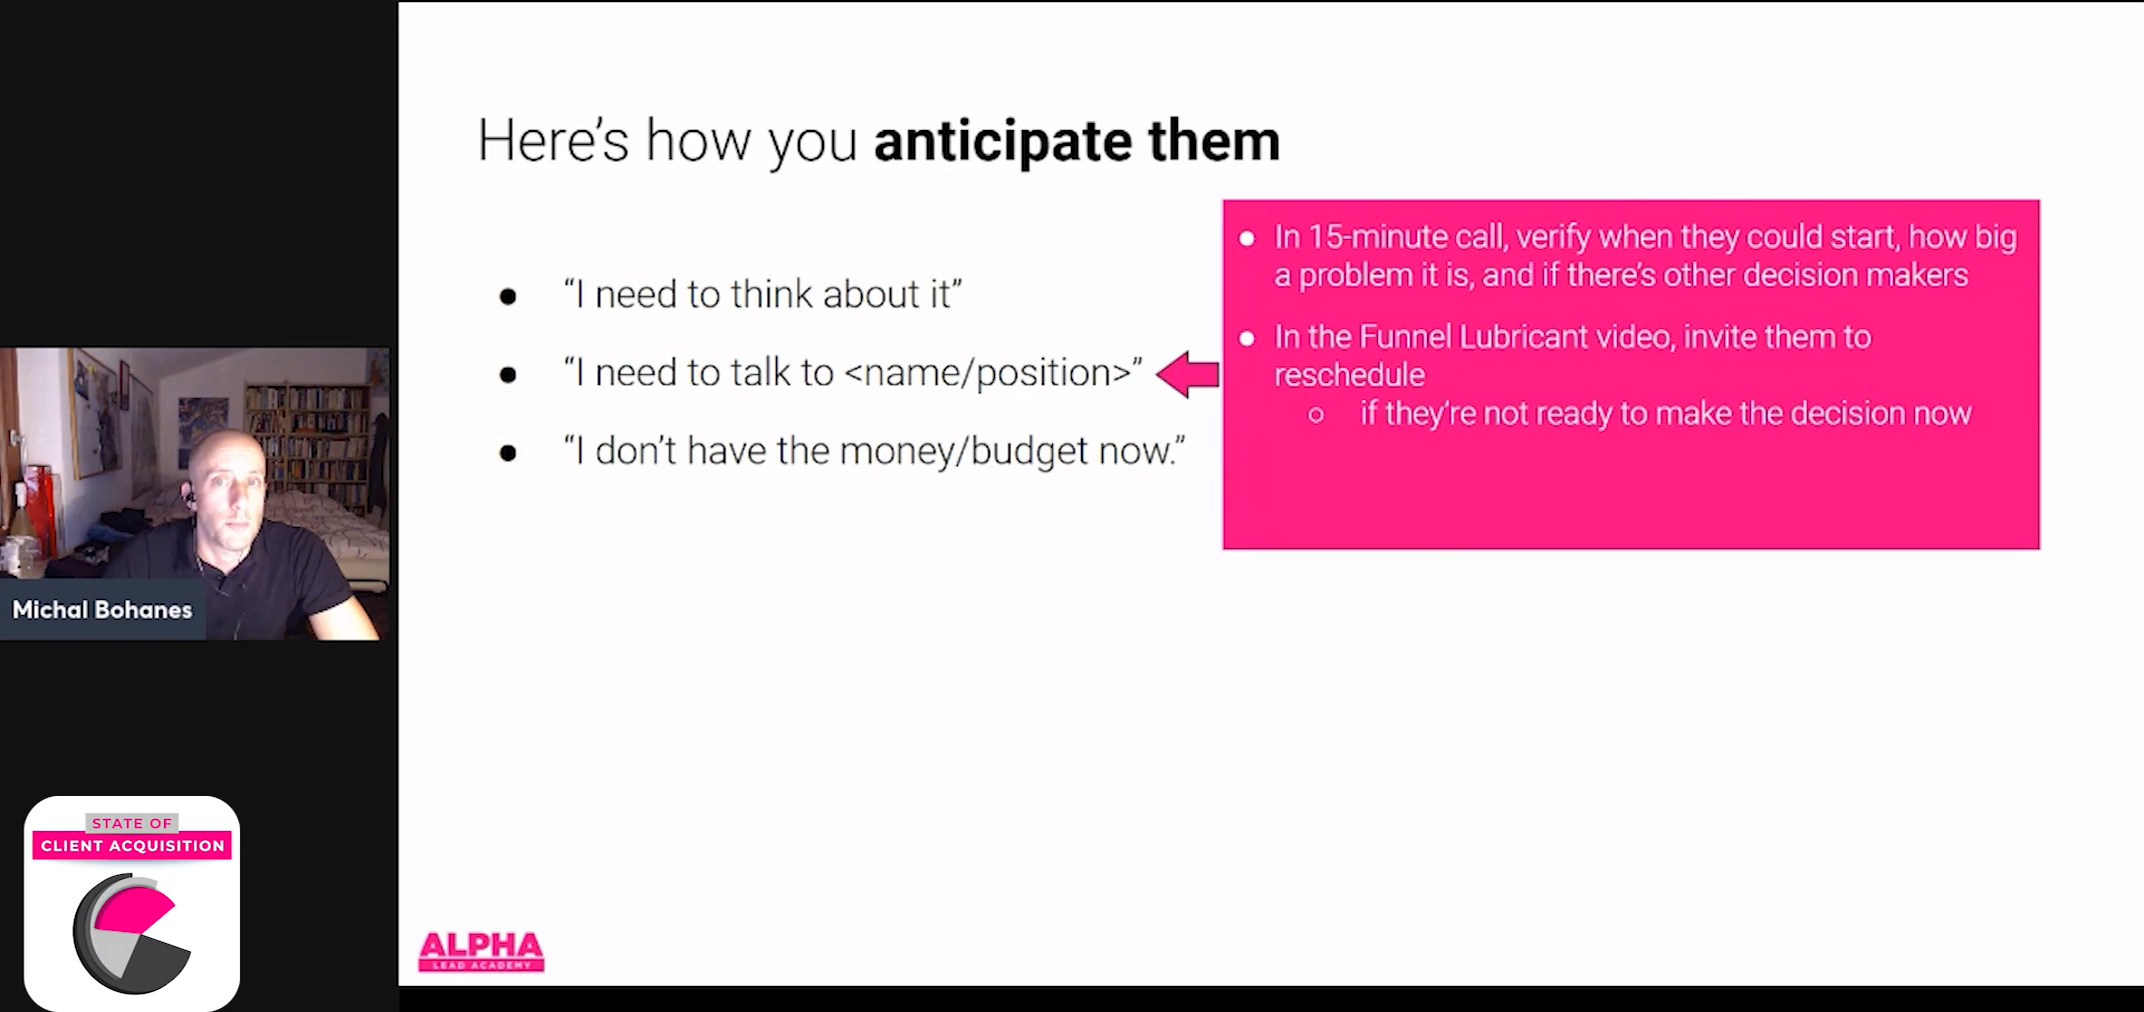 Here’s how you anticipate them
● “I need to think about it”
● “I need to talk to <name/position>”
● “I don’t have the money/budget now.”
● In 15-minute call, verify when they could start, how big
a problem it is, and if there’s other decision makers
● In the Funnel Lubricant video, invite them to
reschedule
○ if they’re not ready to make the decision now
Michal Bohanes
STATE OF
CLIENT ACQUISITION
ALPHA
LEAD ACADEMY